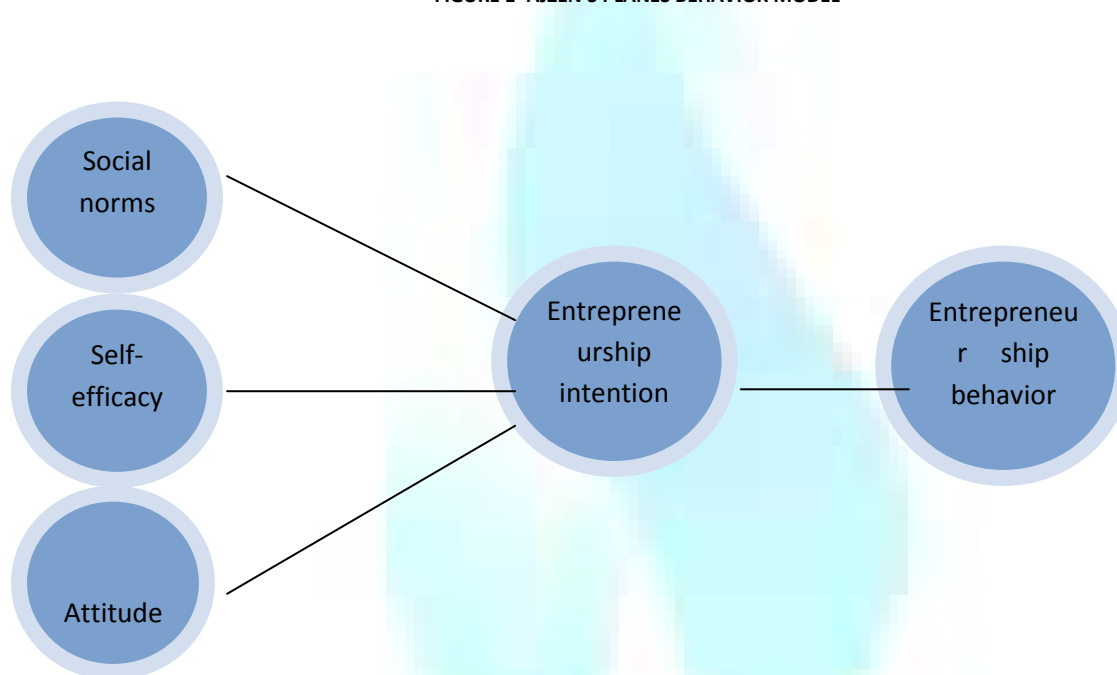 Social
norms
Self-
efficacy
Attitude
Entreprene
urship
intention
Entrepreneu
r ship
behavior